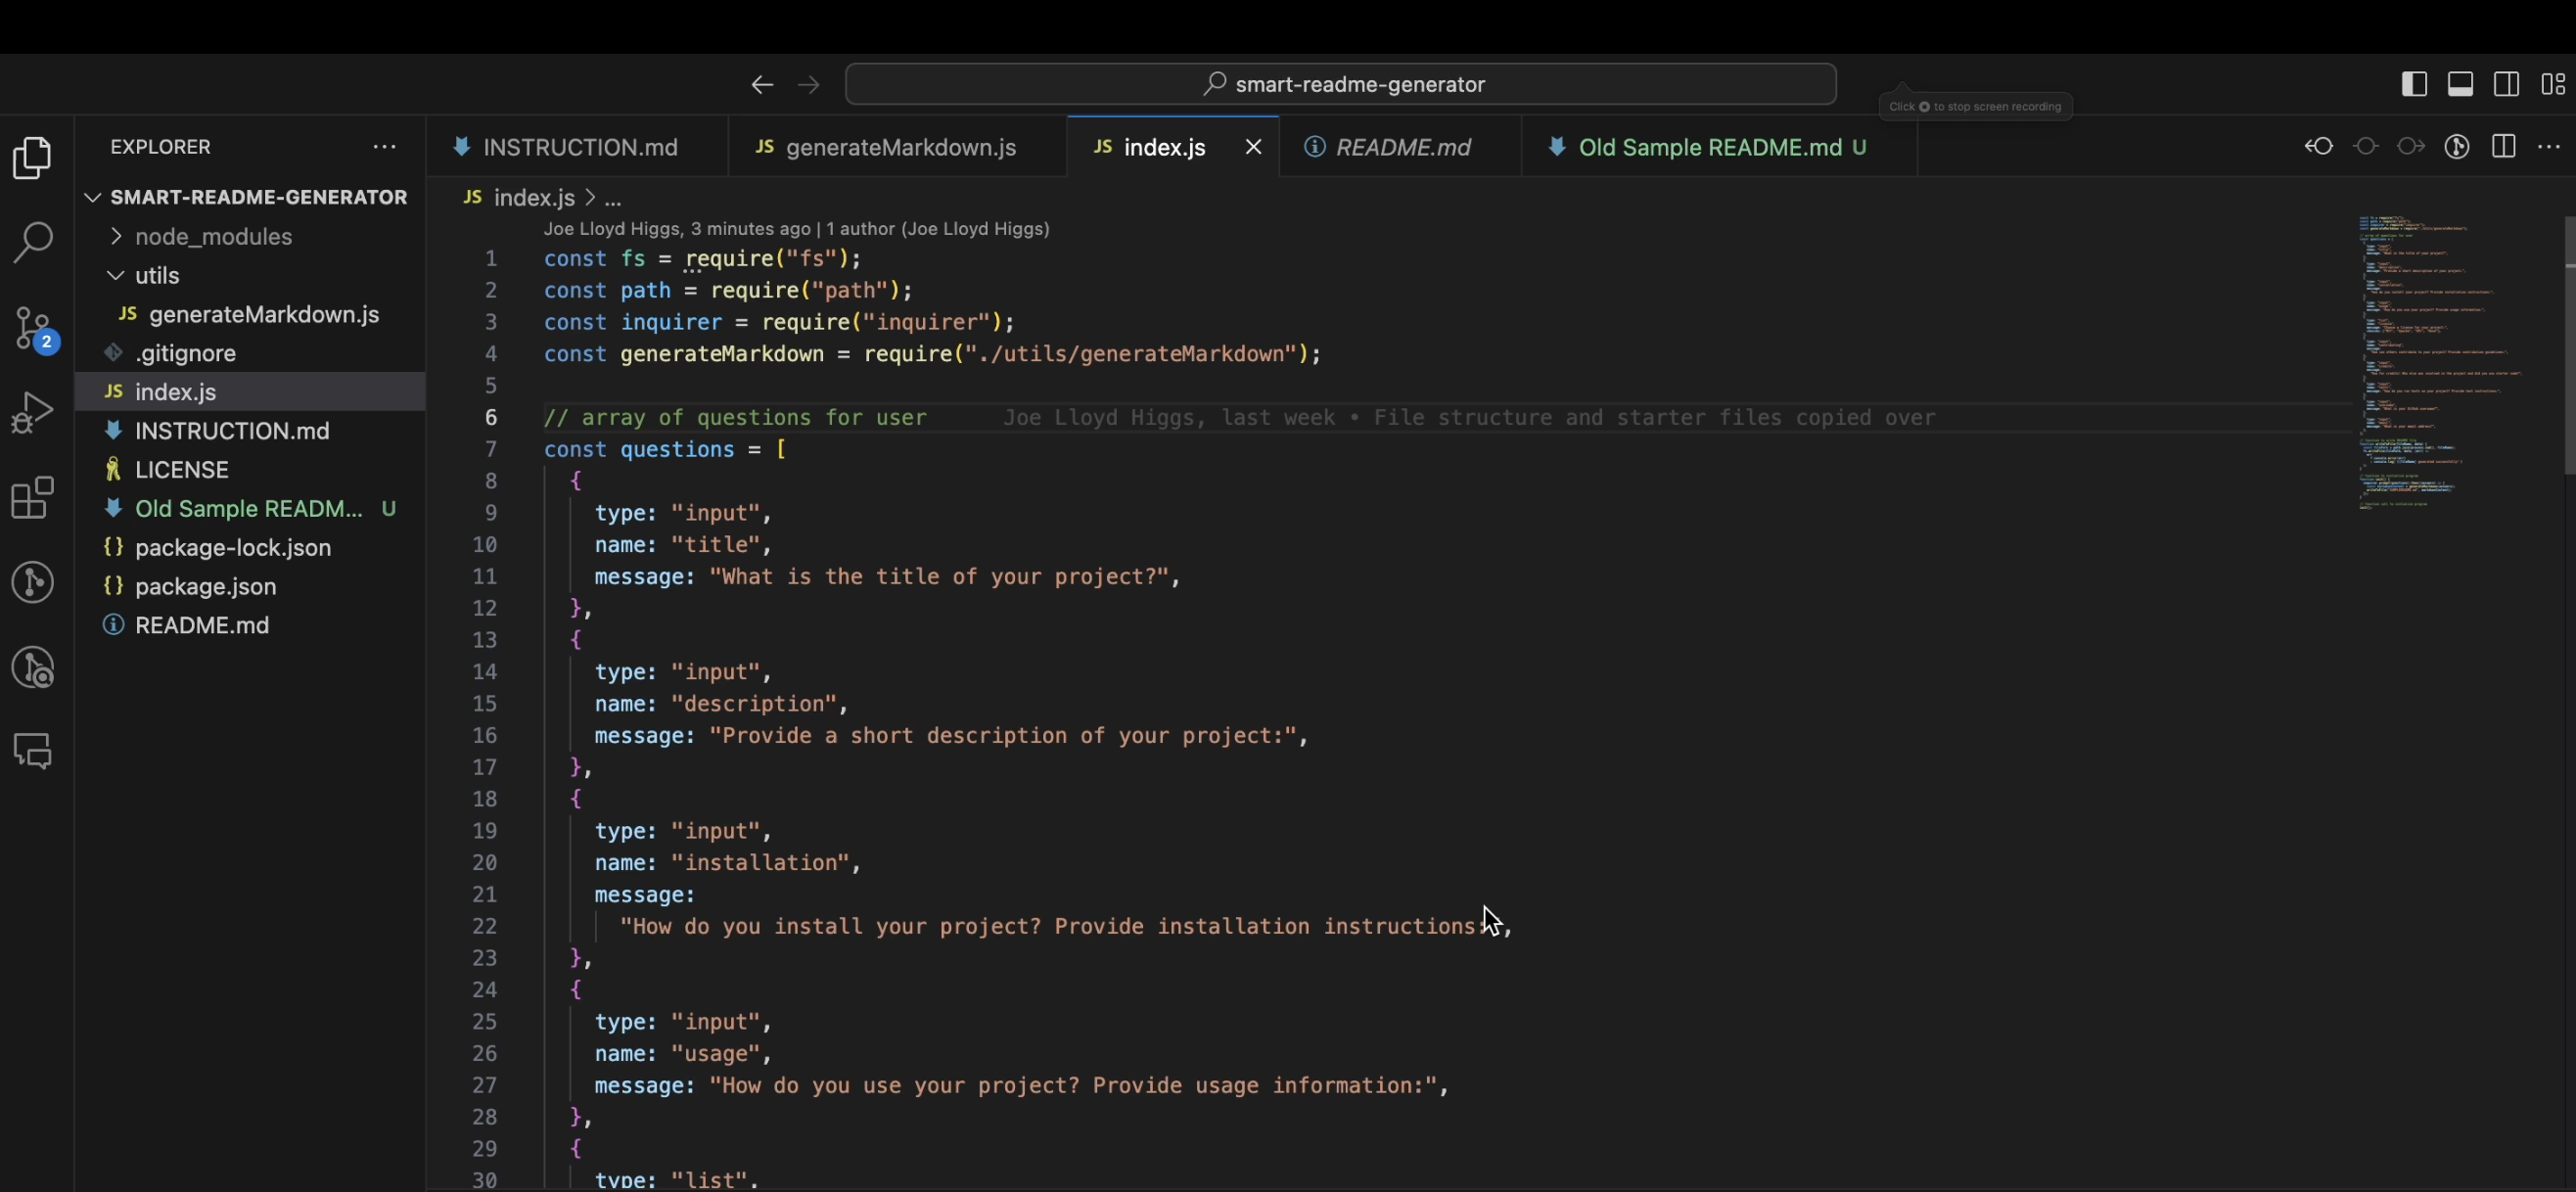 smart-readme-generator
Click to stop screen recording
EXPLORER
INSTRUCTION.md
JS generateMarkdown.js
JS index.js
README.md
Old Sample README.md U
SMART-README-GENERATOR
node_modules
utils
JS generateMarkdown.js
.gitignore
JS index.js
INSTRUCTION.md
LICENSE
Old Sample READM... U
{} package-lock.json
{} package.json
README.md
2
JS index.js > ...
Joe Lloyd Higgs, 3 minutes ago | 1 author (Joe Lloyd Higgs)
1 const fs = require("fs");
2 const path = require("path");
3 const inquirer = require("inquirer");
4 const generateMarkdown = require("./utils/generateMarkdown");
5
6 // array of questions for user Joe Lloyd Higgs, last week • File structure and starter files copied over
7 const questions = [
8 {
9 type: "input",
10 name: "title",
11 message: "What is the title of your project?",
12 },
13 {
14 type: "input",
15 name: "description",
16 message: "Provide a short description of your project:",
17 },
18 {
19 type: "input",
20 name: "installation",
21 message:
22 "How do you install your project? Provide installation instructions:",
23 },
24 {
25 type: "input",
26 name: "usage",
27 message: "How do you use your project? Provide usage information:",
28 },
29 {
30 type: "list",